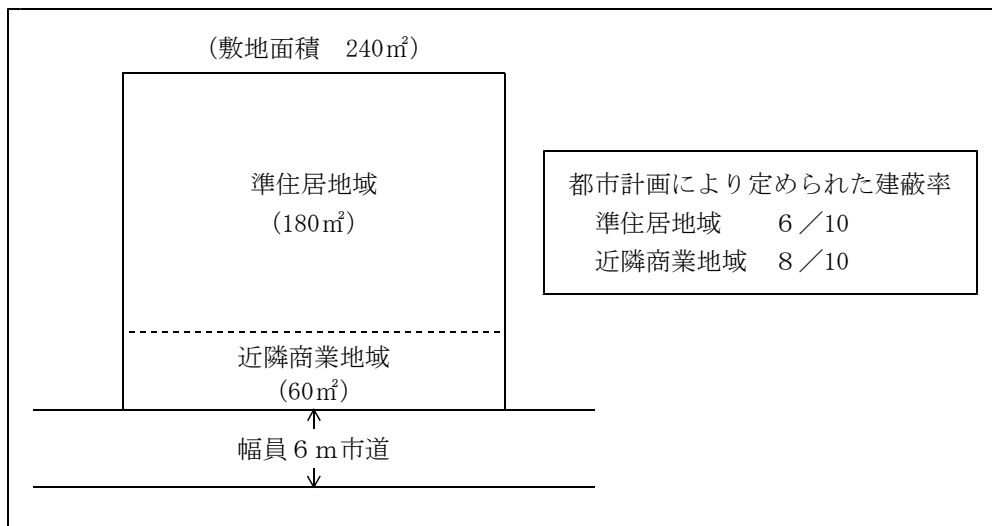 （敷地面積　240㎡）
準住居地域
（180㎡）
都市計画により定められた建蔽率
準住居地域　　６／10
近隣商業地域　８／10
近隣商業地域
（60㎡）
幅員６ｍ市道